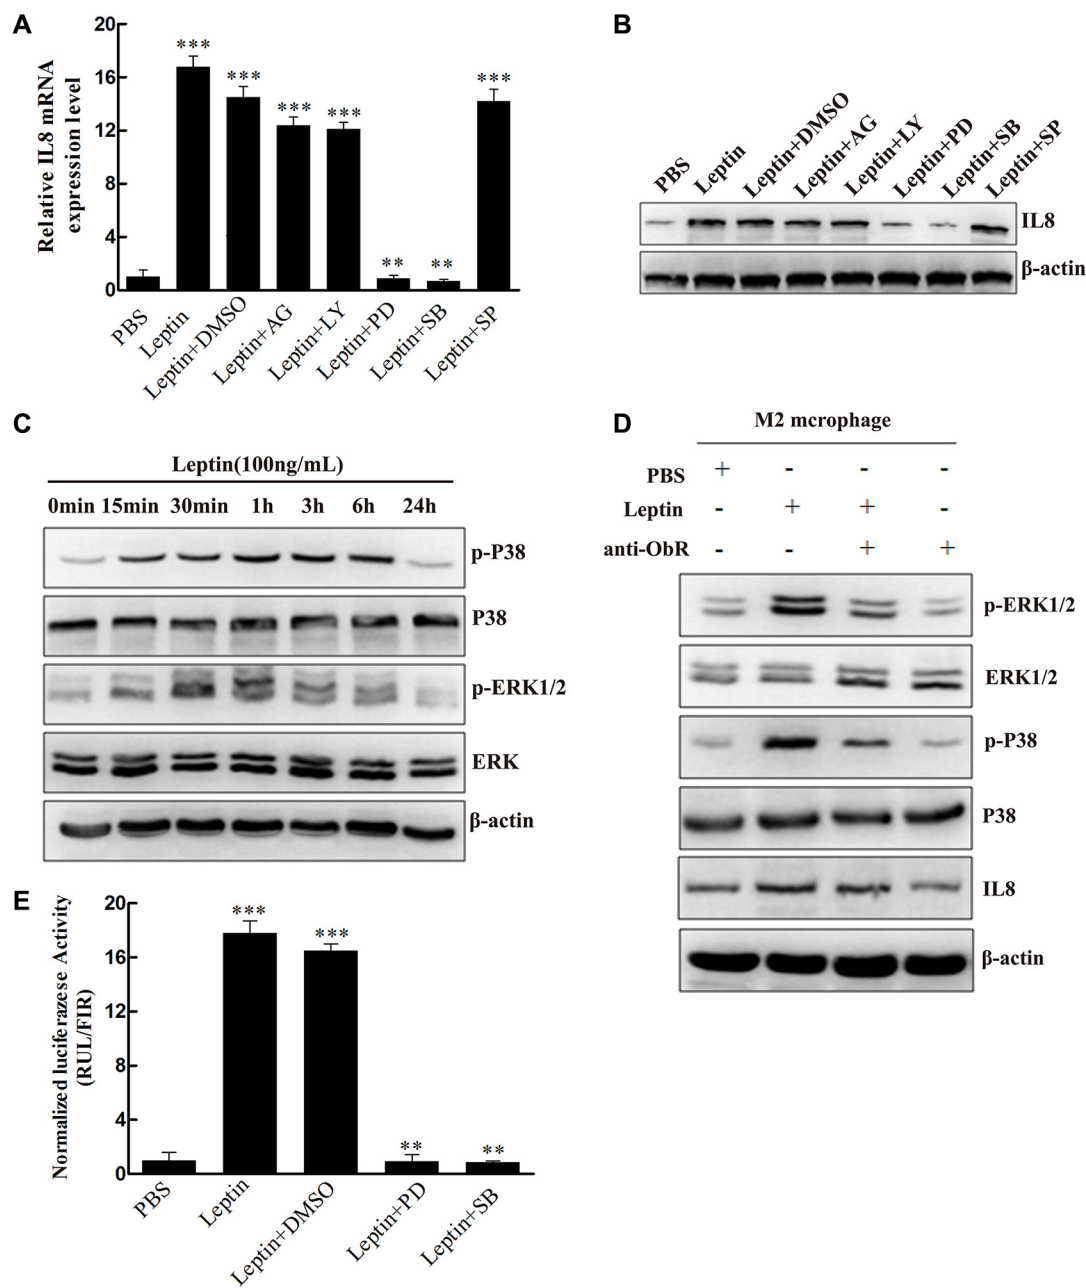 A
Relative IL8 mRNA
expression level
20
16
12
8
4
0
***
***
***
***
**
**
***
PBS
Leptin
Leptin+DMSO
Leptin+AG
Leptin+LY
Leptin+PD
Leptin+SB
Leptin+SP
B
PBS
Leptin
Leptin+DMSO
Leptin+AG
Leptin+LY
Leptin+PD
Leptin+SB
Leptin+SP
IL8
β-actin
C
Leptin(100ng/mL)
0min 15min 30min 1h 3h 6h 24h
p-P38
P38
p-ERK1/2
ERK
β-actin
D
M2 mcrophage
PBS + - - -
Leptin - + + -
anti-ObR - - + +
p-ERK1/2
ERK1/2
p-P38
P38
IL8
β-actin
E
Normalized luciferazese Activity
(RUL/FIR)
20
16
12
8
4
0
***
***
**
**
PBS
Leptin
Leptin+DMSO
Leptin+PD
Leptin+SB